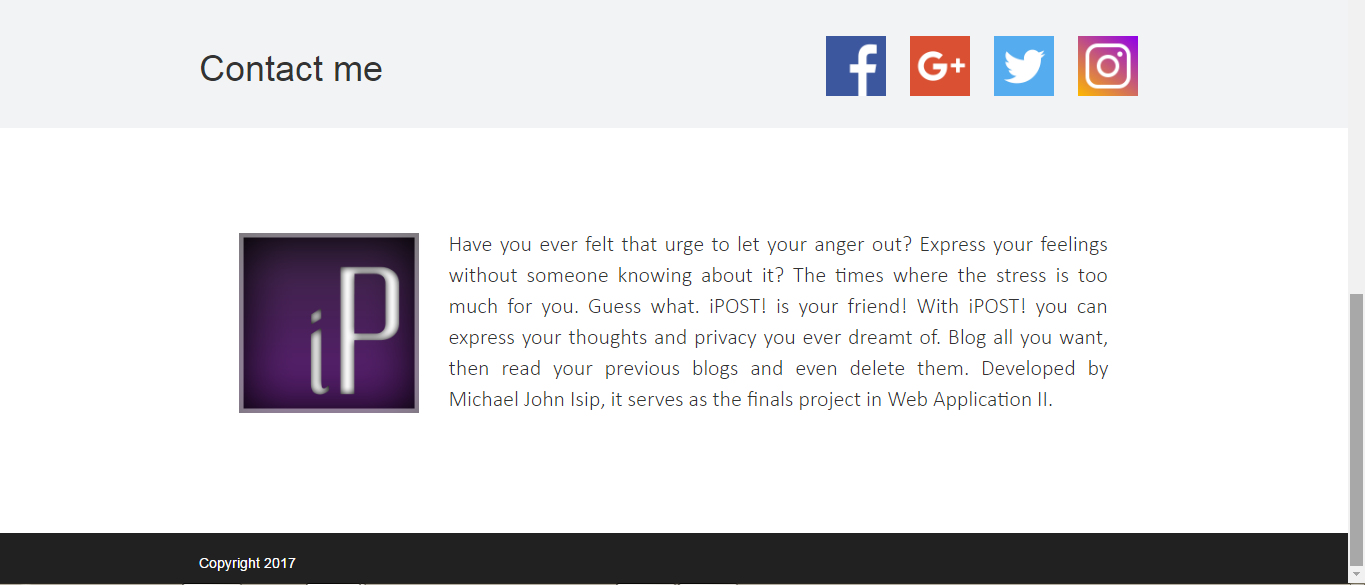 Contact me
f
G+
iP
Have you ever felt that urge to let your anger out? Express your feelings
without someone knowing about it? The times where the stress is too
much for you. Guess what. iPOST! is your friend! With iPOST! you can
express your thoughts and privacy you ever dreamt of. Blog all you want,
then read your previous blogs and even delete them. Developed by
Michael John Isip, it serves as the finals project in Web Application II.
Copyright 2017